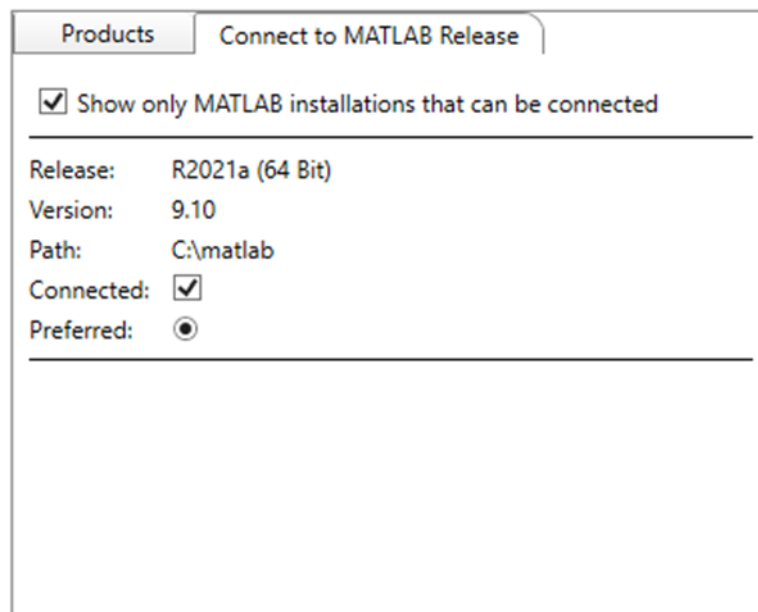 Products
Connect to MATLAB Release
Show only MATLAB installations that can be connected
Release: R2021a (64 Bit)
Version: 9.10
Path: C:\matlab
Connected:
Preferred: